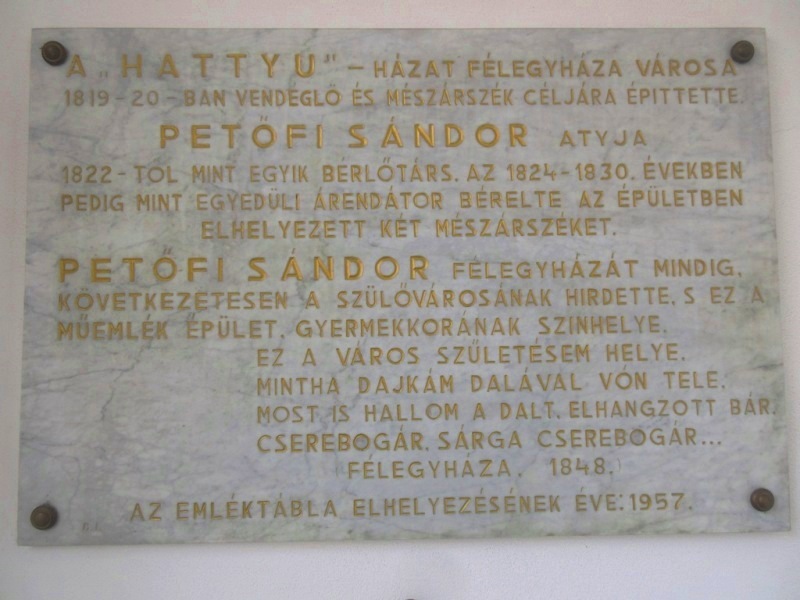 A „HATTYU" - HÁZAT FÉLEGYHÁZA VÁROSA
1819-20-BAN VENDÉGLŐ ÉS MÉSZÁRSZÉK CÉLJÁRA ÉPITTETTE.
PETŐFI SÁNDOR ATYJA
1822-TŐL MINT EGYIK BÉRLŐTÁRS. AZ 1824-1830. ÉVEKBEN
PEDIG MINT EGYEDÜLI ÁRENDÁTOR BÉRELTE AZ ÉPÜLETBEN
ELHELYEZETT KÉT MÉSZÁRSZÉKET.
PETŐFI SÁNDOR FÉLEGYHÁZÁT MINDIG,
KÖVETKEZETESEN A SZÜLŐVÁROSÁNAK HIRDETTE, S EZ A
MŰEMLÉK ÉPÜLET. GYERMEKKORÁNAK SZINHELYE.
EZ A VÁROS SZÜLETÉSEM HELYE.
MINTHA DAJKÁM DALÁVAL VÓN TELE.
MOST IS HALLOM A DALT, ELHANGZOTT BÁR.
CSEREBOGÁR, SÁRGA CSEREBOGÁR...
(FÉLEGYHÁZA. 1848.)
AZ EMLÉKTÁBLA ELHELYEZÉSÉNEK ÉVE: 1957.